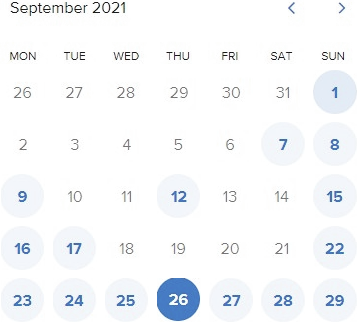 September 2021
MON TUE WED THU FRI SAT SUN
26 27 28 29 30 31 1
2 3 4 5 6 7 8
9 10 11 12 13 14 15
16 17 18 19 20 21 22
23 24 25 26 27 28 29